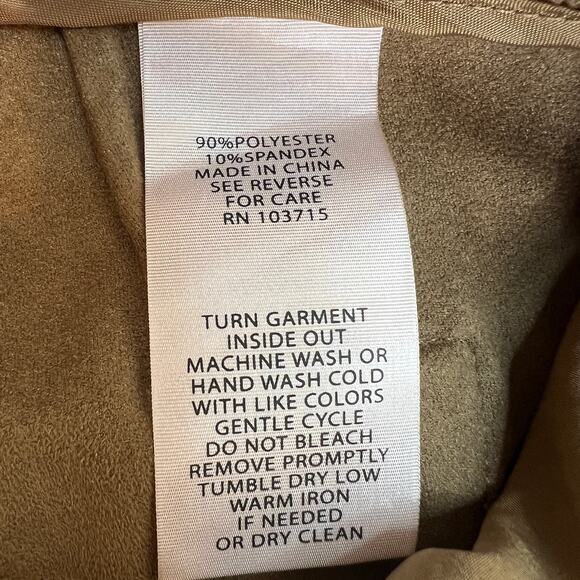 90%POLYESTER
10%SPANDEX
MADE IN CHINA
SEE REVERSE
FOR CARE
RN 103715
TURN GARMENT
INSIDE OUT
MACHINE WASH OR
HAND WASH COLD
WITH LIKE COLORS
GENTLE CYCLE
DO NOT BLEACH
REMOVE PROMPTLY
TUMBLE DRY LOW
WARM IRON
IF NEEDED
OR DRY CLEAN